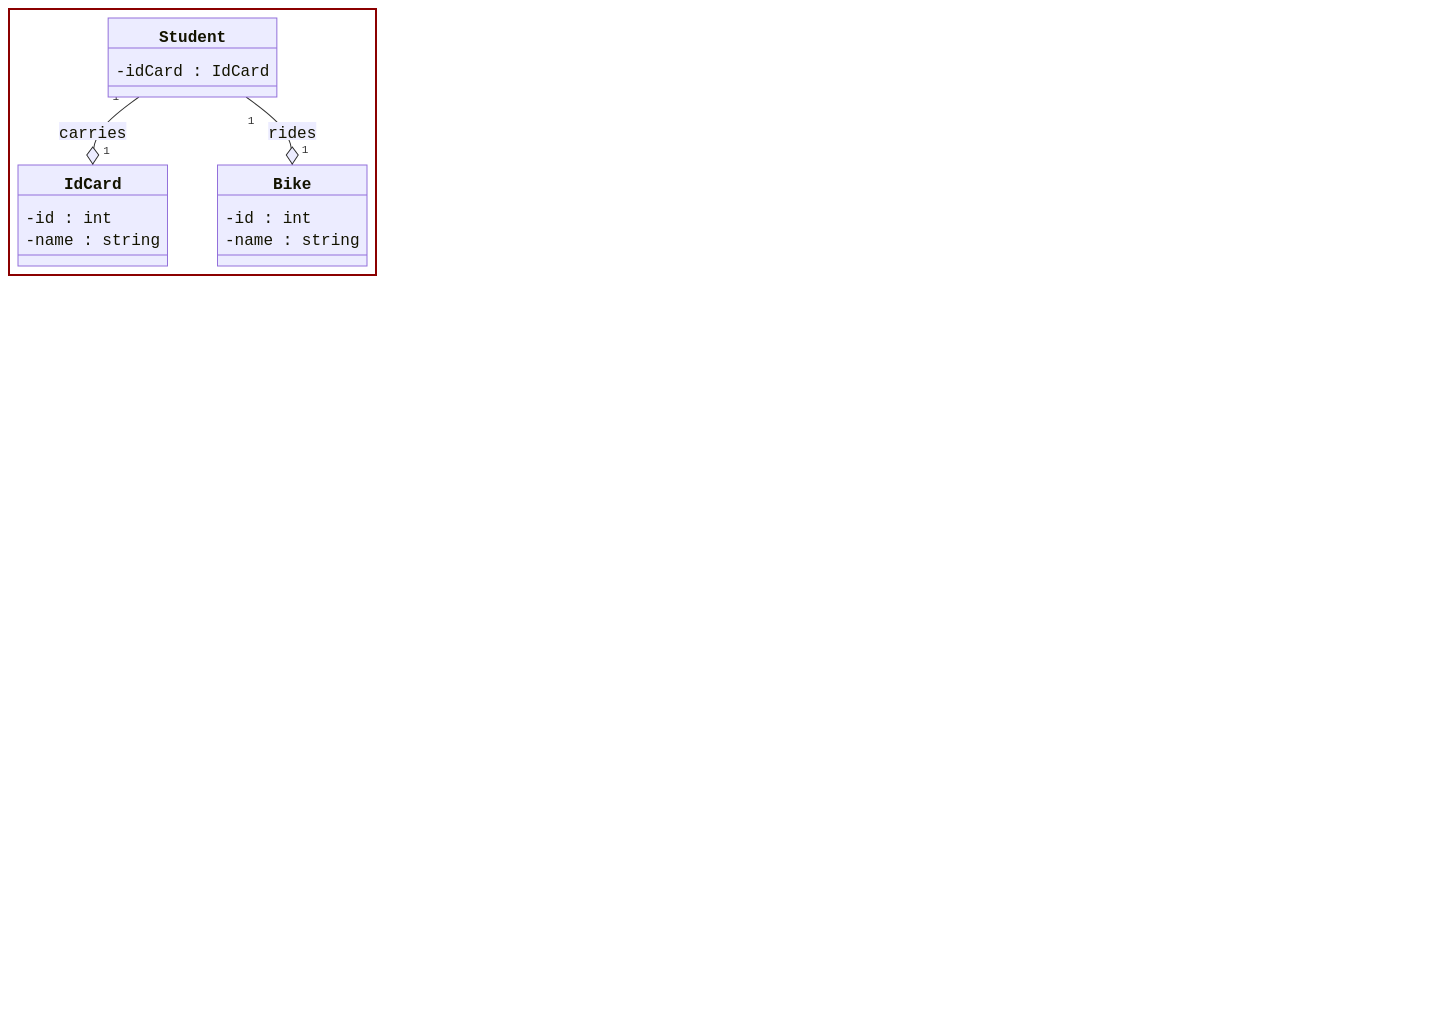 Student
-idCard : IdCard
1
1
carries
rides
1
1
IdCard
Bike
-id : int
-id : int
-name : string
-name : string